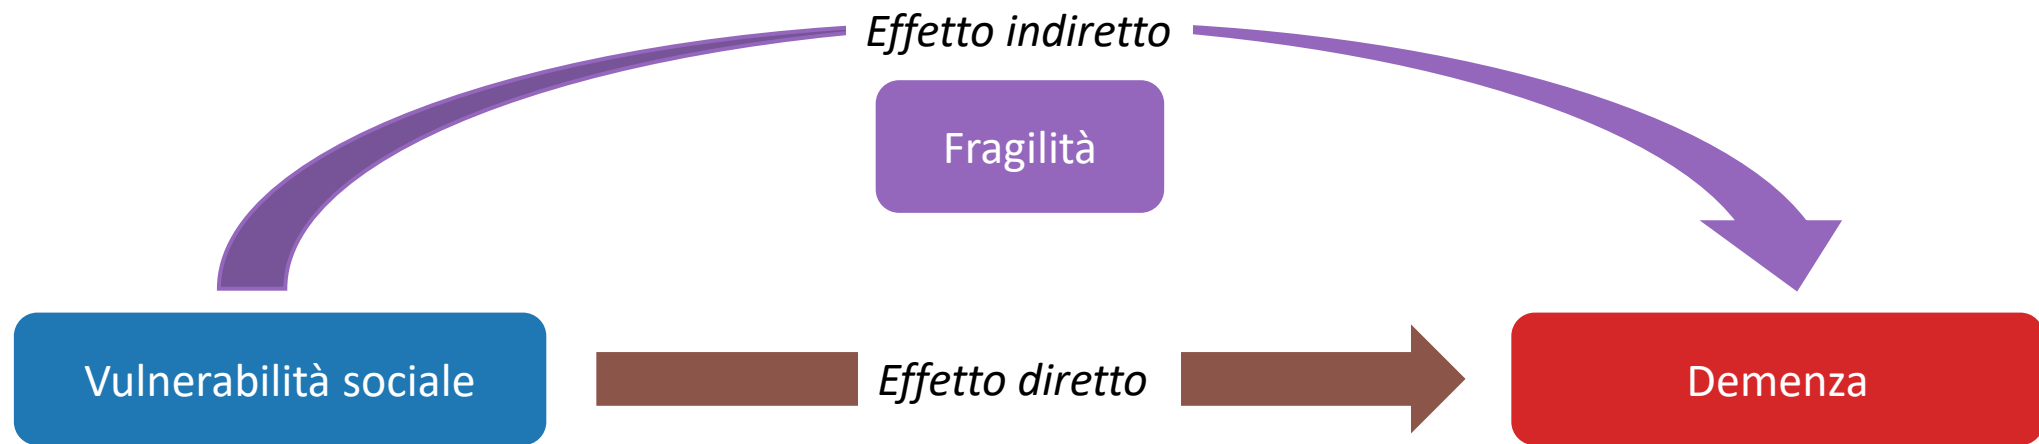 Effetto indiretto
Fragilità
Vulnerabilità sociale
Effetto diretto
Demenza